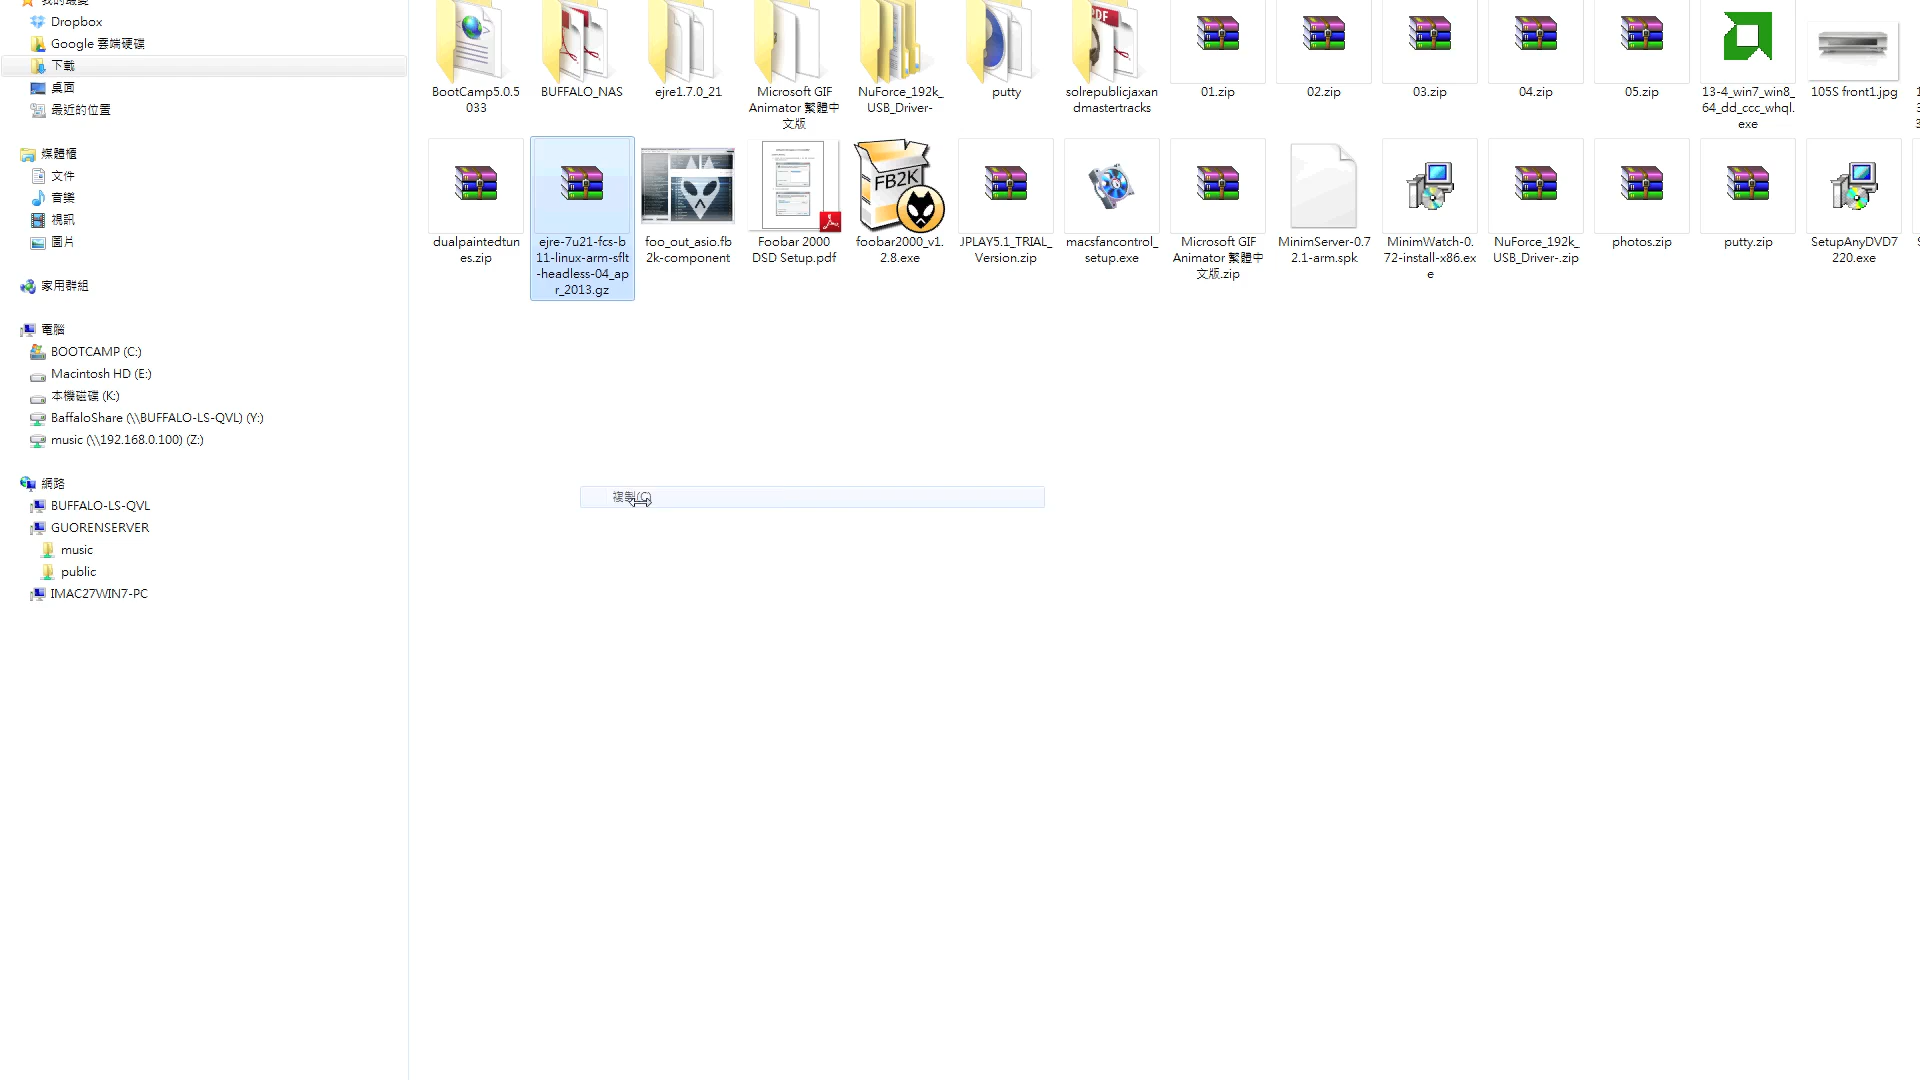 我的最愛
Dropbox
Google 雲端硬碟
下載
桌面
最近的位置
媒體櫃
文件
音樂
視訊
圖片
家用群組
電腦
BOOTCAMP (C:)
Macintosh HD (E:)
本機磁碟 (K:)
BaffaloShare (\\BUFFALO-LS-QVL) (Y:)
music (\\192.168.0.100) (Z:)
網路
BUFFALO-LS-QVL
GUORENSERVER
music
public
IMAC27WIN7-PC
BootCamp5.0.5
033
BUFFALO_NAS
ejre1.7.0_21
Microsoft GIF
Animator 繁體中
文版
NuForce_192k_
USB_Driver-
putty
PDF
solrepublicjaxan
dmastertracks
01.zip
02.zip
03.zip
04.zip
05.zip
13-4_win7_win8_
64_dd_ccc_whql.
exe
105S front1.jpg
dualpaintedtun
es.zip
ejre-7u21-fcs-b
11-linux-arm-sflt
-headless-04_ap
r_2013.gz
foo_out_asio.fb
2k-component
Foobar 2000
DSD Setup.pdf
FB2K
foobar2000_v1.
2.8.exe
JPLAY5.1_TRIAL_
Version.zip
macsfancontrol_
setup.exe
Microsoft GIF
Animator 繁體中
文版.zip
MinimServer-0.7
2.1-arm.spk
MinimWatch-0.
72-install-x86.ex
e
NuForce_192k_
USB_Driver-.zip
photos.zip
putty.zip
SetupAnyDVD7
220.exe
複製(C)